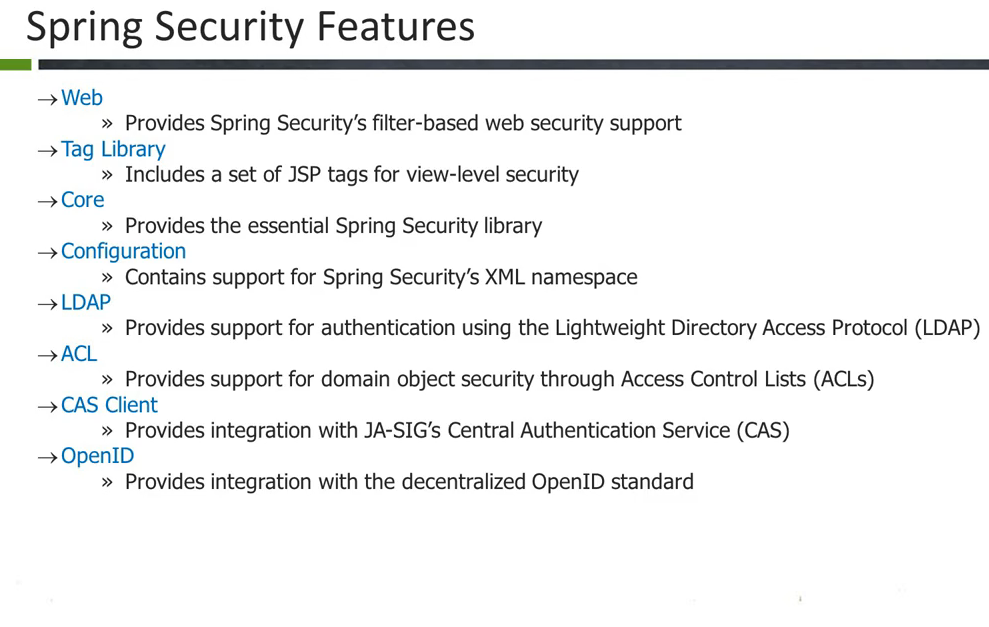 Spring Security Features
→Web
» Provides Spring Security's filter-based web security support
→Tag Library
» Includes a set of JSP tags for view-level security
→Core
» Provides the essential Spring Security library
→Configuration
» Contains support for Spring Security's XML namespace
→LDAP
» Provides support for authentication using the Lightweight Directory Access Protocol (LDAP)
→ACL
» Provides support for domain object security through Access Control Lists (ACLs)
→CAS Client
» Provides integration with JA-SIG's Central Authentication Service (CAS)
→OpenID
» Provides integration with the decentralized OpenID standard